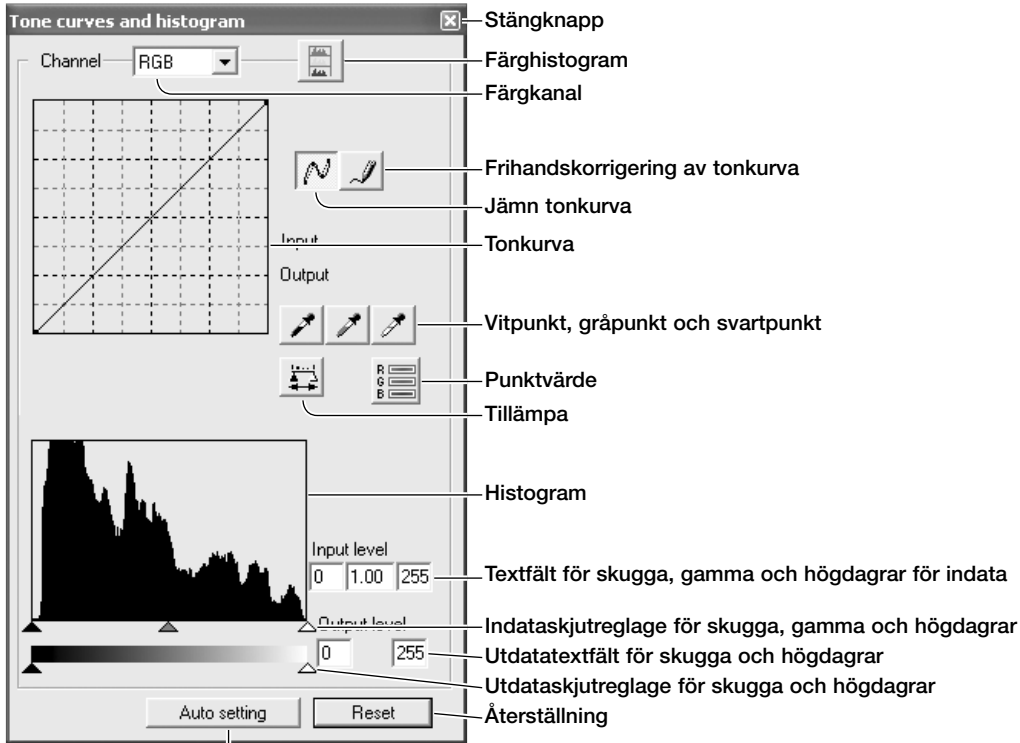 Tone curves and histogram
Stängknapp
Channel RGB
Färghistogram
Färgkanal
Frihandskorrigering av tonkurva
Jämn tonkurva
Input
Tonkurva
Output
Vitpunkt, gråpunkt och svartpunkt
R
G
B
Punktvärde
Tillämpa
Histogram
Input level
0 1.00 255
Textfält för skugga, gamma och högdagrar för indata
Output level
Indataskjutreglage för skugga, gamma och högdagrar
0 255
Utdatatextfält för skugga och högdagrar
Utdataskjutreglage för skugga och högdagrar
Auto setting Reset
Återställning